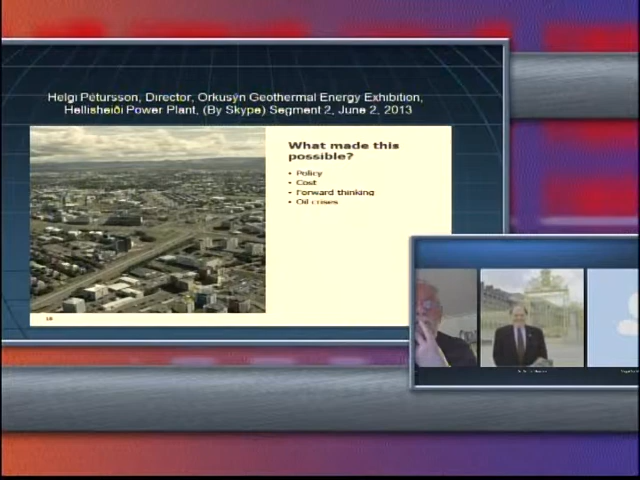 Helgi Pétursson, Director, Orkusýn Geothermal Energy Exhibition,
Hellisheiði Power Plant, (By Skype) Segment 2, June 2, 2013
What made this
possible?
• Policy
• Cost
• Forward thinking
• Oil crises